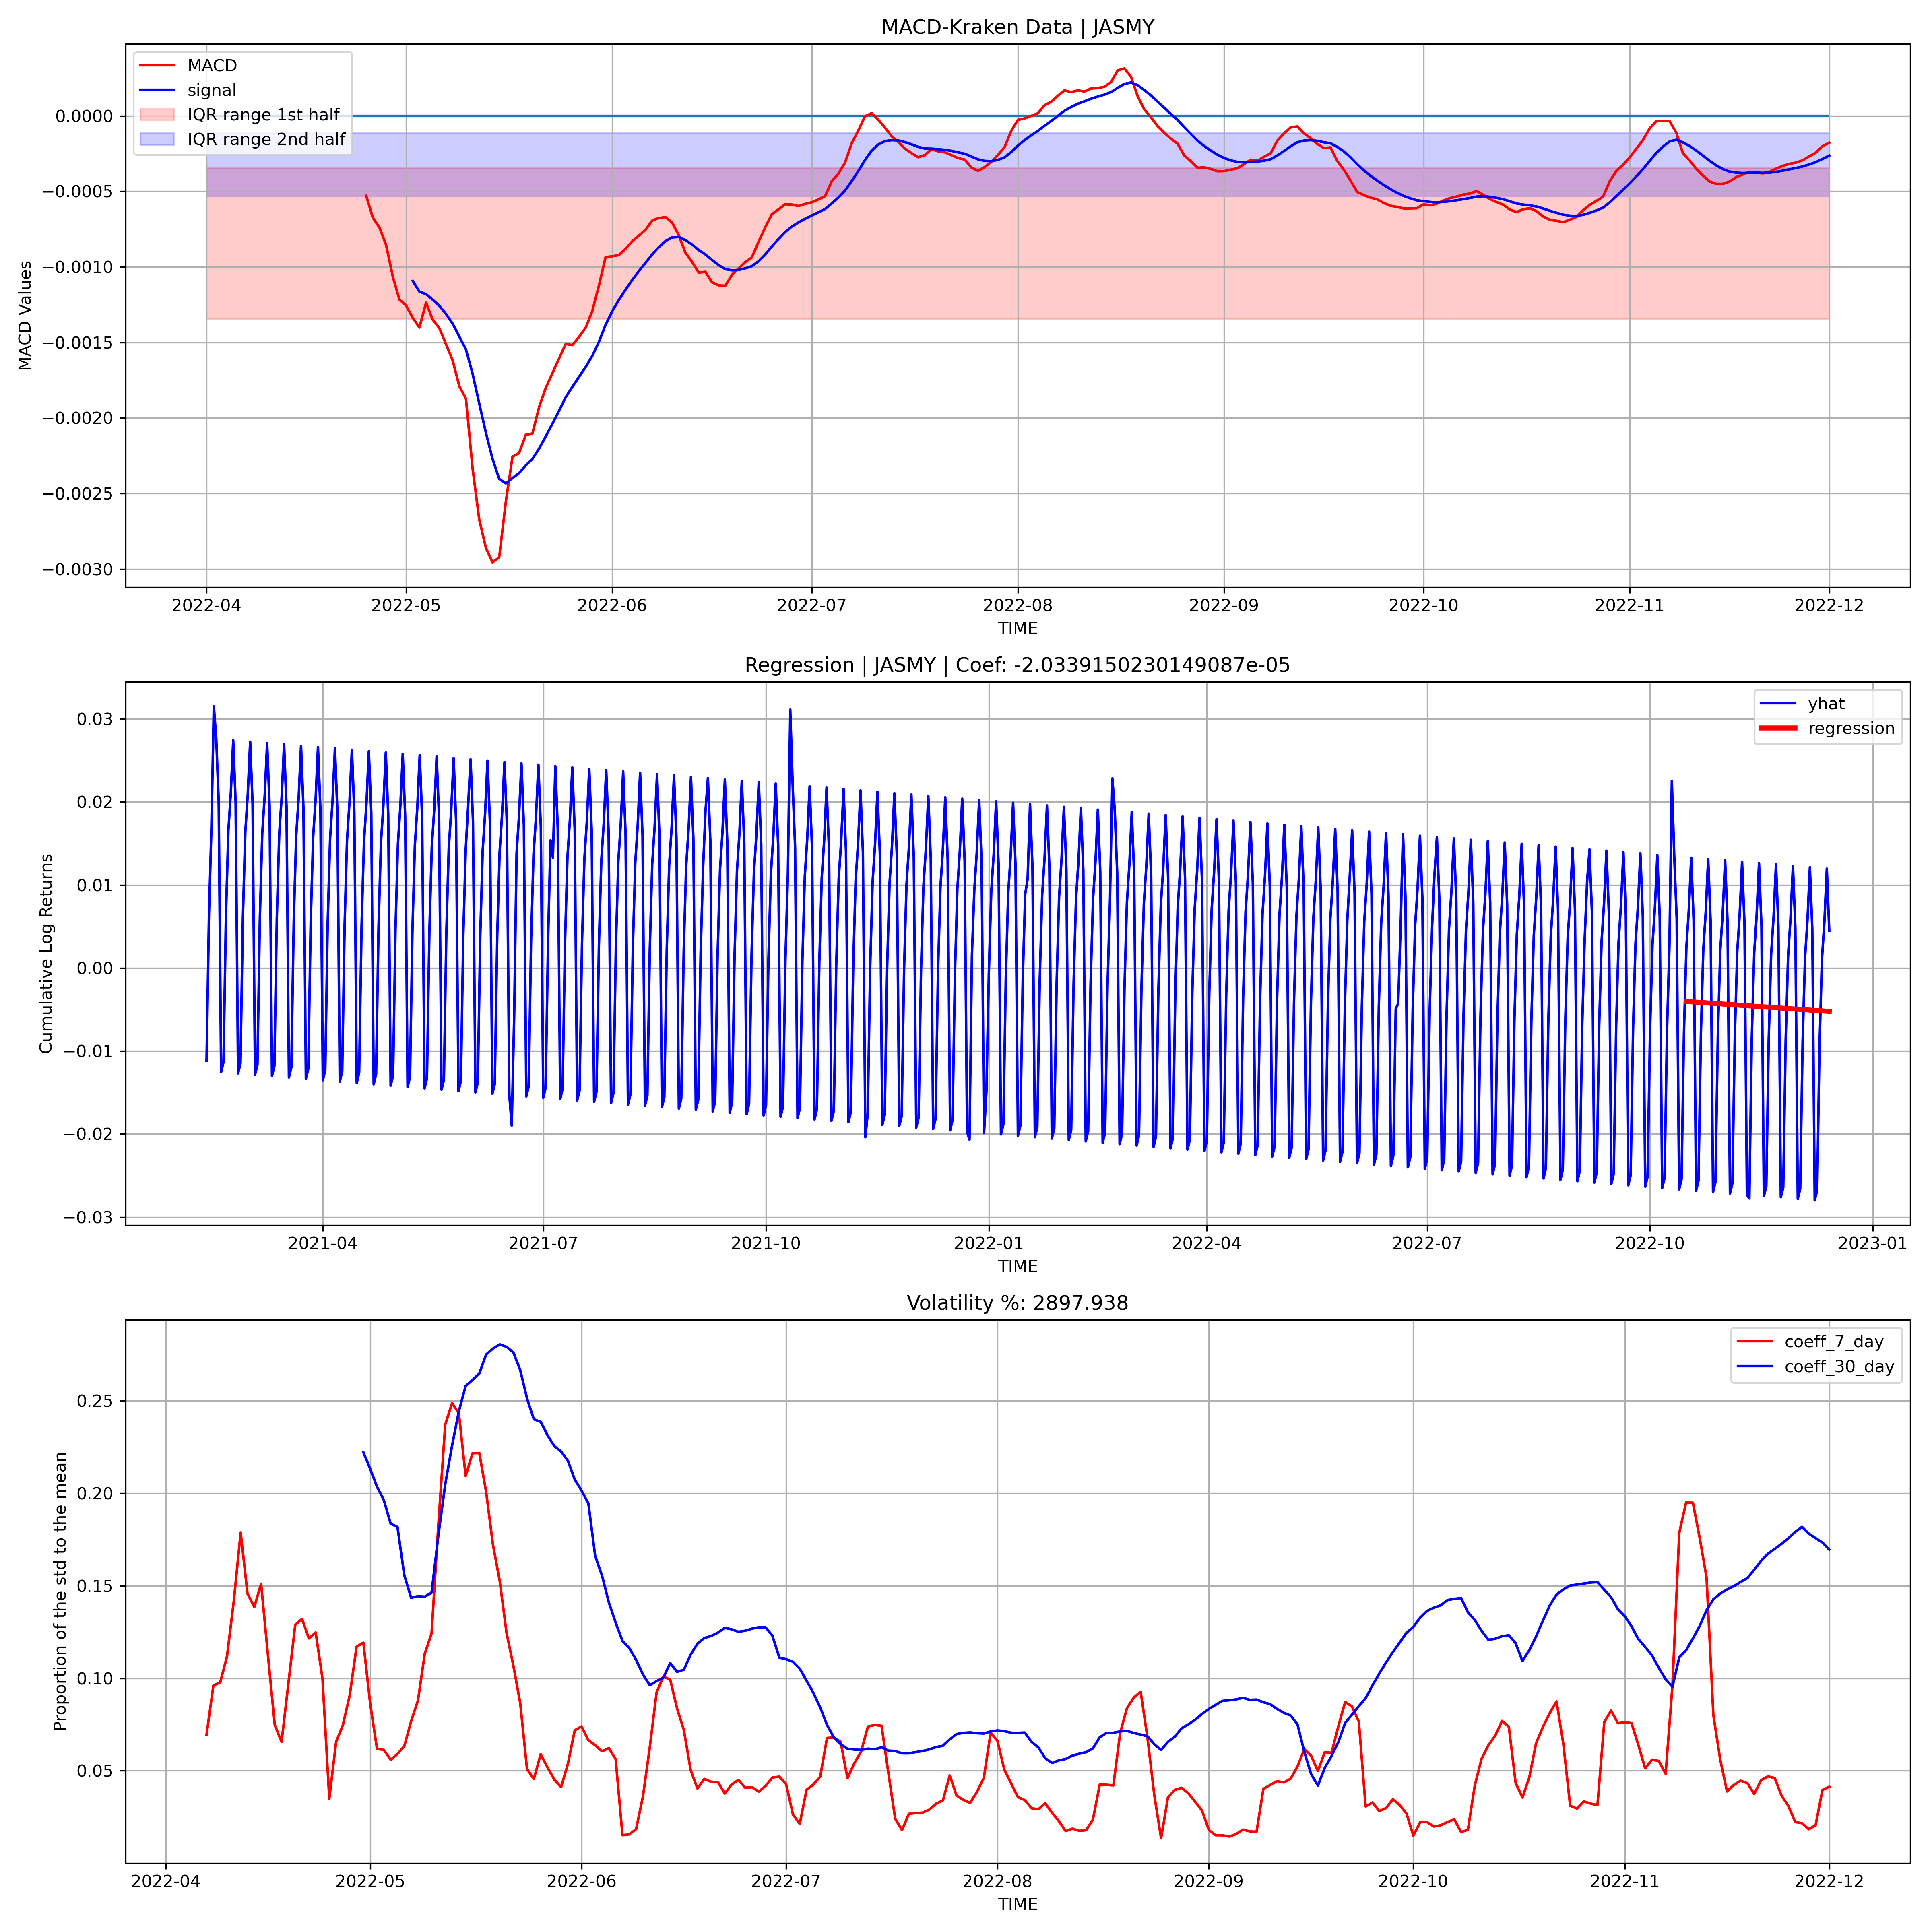 MACD-Kraken Data | JASMY
MACD
signal
IQR range 1st half
IQR range 2nd half
MACD Values
0.0000
−0.0005
−0.0010
−0.0015
−0.0020
−0.0025
−0.0030
2022-04 2022-05 2022-06 2022-07 2022-08 2022-09 2022-10 2022-11 2022-12
TIME
Regression | JASMY | Coef: -2.0339150230149087e-05
yhat
regression
Cumulative Log Returns
0.03
0.02
0.01
0.00
−0.01
−0.02
−0.03
2021-04 2021-07 2021-10 2022-01 2022-04 2022-07 2022-10 2023-01
TIME
Volatility %: 2897.938
coeff_7_day
coeff_30_day
Proportion of the std to the mean
0.25
0.20
0.15
0.10
0.05
2022-04 2022-05 2022-06 2022-07 2022-08 2022-09 2022-10 2022-11 2022-12
TIME